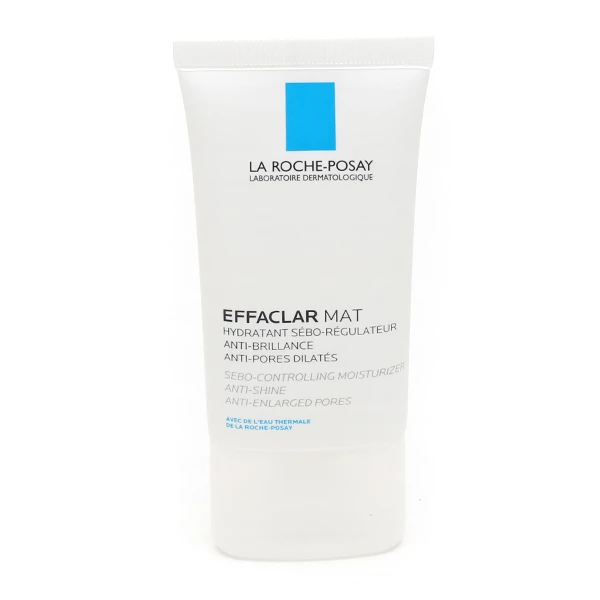 LA ROCHE-POSAY
LABORATOIRE DERMATOLOGIQUE
EFFACLAR MAT
HYDRATANT SÉBO-RÉGULATEUR
ANTI-BRILLANCE
ANTI-PORES DILATÉS
SEBO-CONTROLLING MOISTURIZER
ANTI-SHINE
ANTI-ENLARGED PORES
AVEC DE L'EAU THERMALE
DE LA ROCHE-POSAY